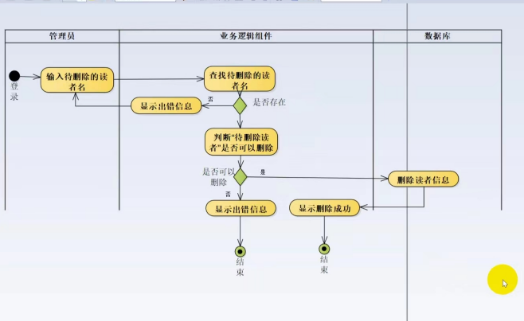 管理员
业务逻辑组件
数据库
登
录
输入待删除的读
者名
查找待删除的读
者名
否
是否存在
显示出错信息
判断“待删除读
者”是否可以删除
是否可以
删除
是
删除读者信息
否
显示出错信息
显示删除成功
结
束
结
束